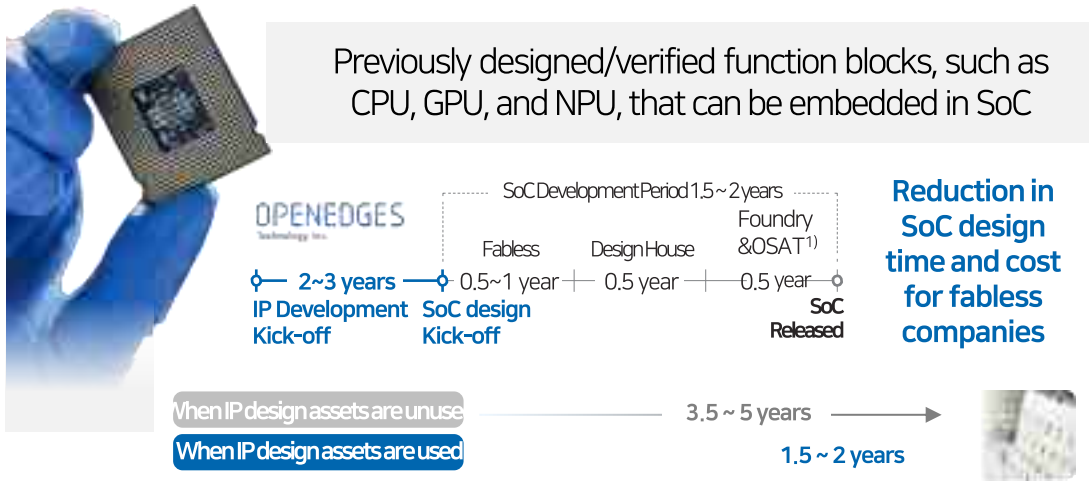 Previously designed/verified function blocks, such as
CPU, GPU, and NPU, that can be embedded in SoC
SoC Development Period 1.5 ~ 2 years
OPENEDGES
Technology, Inc.
Fabless
Design House
Foundry
&OSAT1)
2~3 years
0.5~1 year
0.5 year
0.5 year
IP Development
Kick-off
SoC design
Kick-off
SoC
Released
Reduction in
SoC design
time and cost
for fabless
companies
When IP design assets are unuse
3.5 ~ 5 years
When IP design assets are used
1.5 ~ 2 years